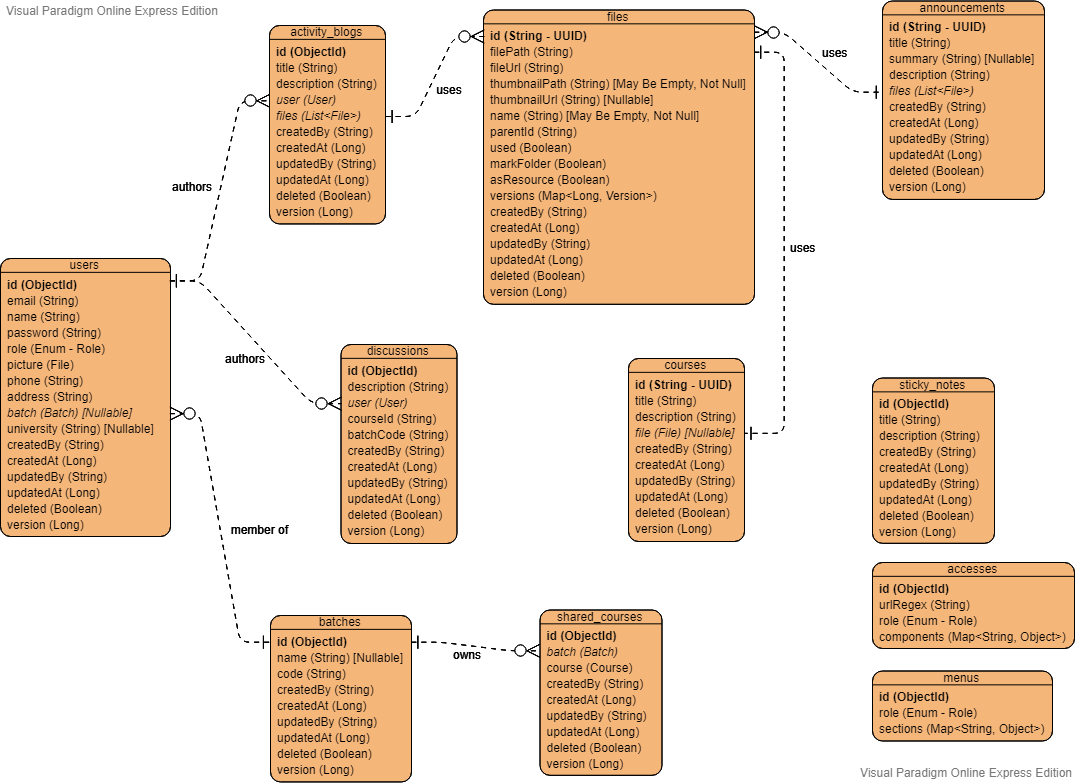 Visual Paradigm Online Express Edition
activity_blogs
id (ObjectId)
title (String)
description (String)
user (User)
files (List<File>)
createdBy (String)
createdAt (Long)
updatedBy (String)
updatedAt (Long)
deleted (Boolean)
version (Long)
files
id (String - UUID)
filePath (String)
fileUrl (String)
thumbnailPath (String) [May Be Empty, Not Null]
thumbnailUrl (String) [Nullable]
name (String) [May Be Empty, Not Null]
parentId (String)
used (Boolean)
markFolder (Boolean)
asResource (Boolean)
versions (Map<Long, Version>)
createdBy (String)
createdAt (Long)
updatedBy (String)
updatedAt (Long)
deleted (Boolean)
version (Long)
announcements
id (String - UUID)
title (String)
summary (String) [Nullable]
description (String)
files (List<File>)
createdBy (String)
createdAt (Long)
updatedBy (String)
updatedAt (Long)
deleted (Boolean)
version (Long)
uses
uses
authors
uses
users
id (ObjectId)
email (String)
name (String)
password (String)
role (Enum - Role)
picture (File)
phone (String)
address (String)
batch (Batch) [Nullable]
university (String) [Nullable]
createdBy (String)
createdAt (Long)
updatedBy (String)
updatedAt (Long)
deleted (Boolean)
version (Long)
authors
discussions
id (ObjectId)
description (String)
user (User)
courseId (String)
batchCode (String)
createdBy (String)
createdAt (Long)
updatedBy (String)
updatedAt (Long)
deleted (Boolean)
version (Long)
courses
id (String - UUID)
title (String)
description (String)
file (File) [Nullable]
createdBy (String)
createdAt (Long)
updatedBy (String)
updatedAt (Long)
deleted (Boolean)
version (Long)
sticky_notes
id (ObjectId)
title (String)
description (String)
createdBy (String)
createdAt (Long)
updatedBy (String)
updatedAt (Long)
deleted (Boolean)
version (Long)
member of
accesses
id (ObjectId)
urlRegex (String)
role (Enum - Role)
components (Map<String, Object>)
batches
id (ObjectId)
name (String) [Nullable]
code (String)
createdBy (String)
createdAt (Long)
updatedBy (String)
updatedAt (Long)
deleted (Boolean)
version (Long)
owns
shared_courses
id (ObjectId)
batch (Batch)
course (Course)
createdBy (String)
createdAt (Long)
updatedBy (String)
updatedAt (Long)
deleted (Boolean)
version (Long)
menus
id (ObjectId)
role (Enum - Role)
sections (Map<String, Object>)
Visual Paradigm Online Express Edition